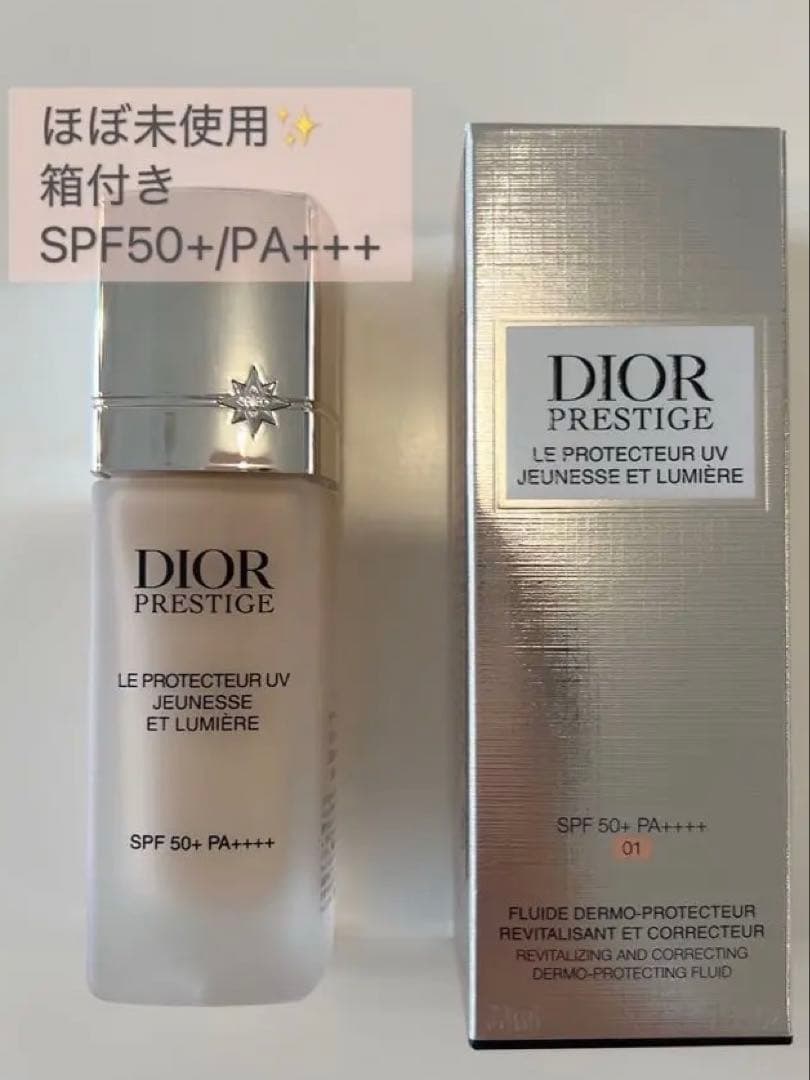 ほぼ未使用✨
箱付き
SPF50+/PA+++
DIOR
PRESTIGE
LE PROTECTEUR UV
JEUNESSE
ET LUMIÈRE
SPF 50+ PA++++
DIOR
PRESTIGE
LE PROTECTEUR UV
JEUNESSE ET LUMIÈRE
SPF 50+ PA++++
01
FLUIDE DERMO-PROTECTEUR
REVITALISANT ET CORRECTEUR
REVITALIZING AND CORRECTING
DERMO-PROTECTING FLUID